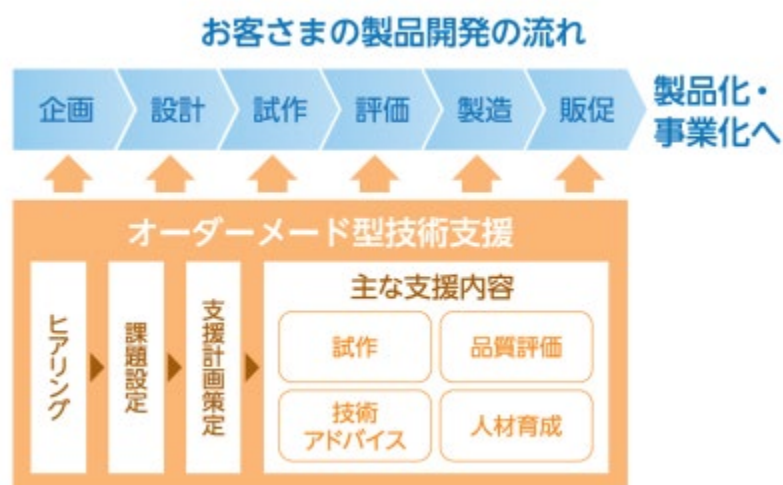 お客さまの製品開発の流れ
企画
設計
試作
評価
製造
販促
製品化・
事業化へ
オーダーメード型技術支援
ヒアリング
課題設定
支援計画策定
主な支援内容
試作
品質評価
技術
アドバイス
人材育成